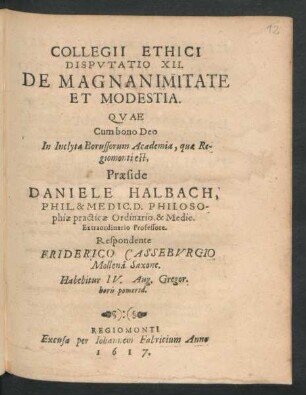 12
COLLEGII ETHICI
DISPVTATIO XII.
DE MAGNANIMITATE
ET MODESTIA.
QVAE
Cum bono Deo
In Inclyta Borussorum Academia, quæ Re-
giomonti est,
Præside
DANIELE HALBACH,
PHIL. & MEDIC. D. PHILOSO-
phiæ practicæ Ordinario. & Medic.
Extraordinario Professore.
Respondente
FRIDERICO CASSEBVRGIO
Mollenâ Saxone.
Habebitur IV. Aug. Gregor.
horis pomerid.
REGIOMONTI
Excusa per Iohannem Fabricium Anno
1617.